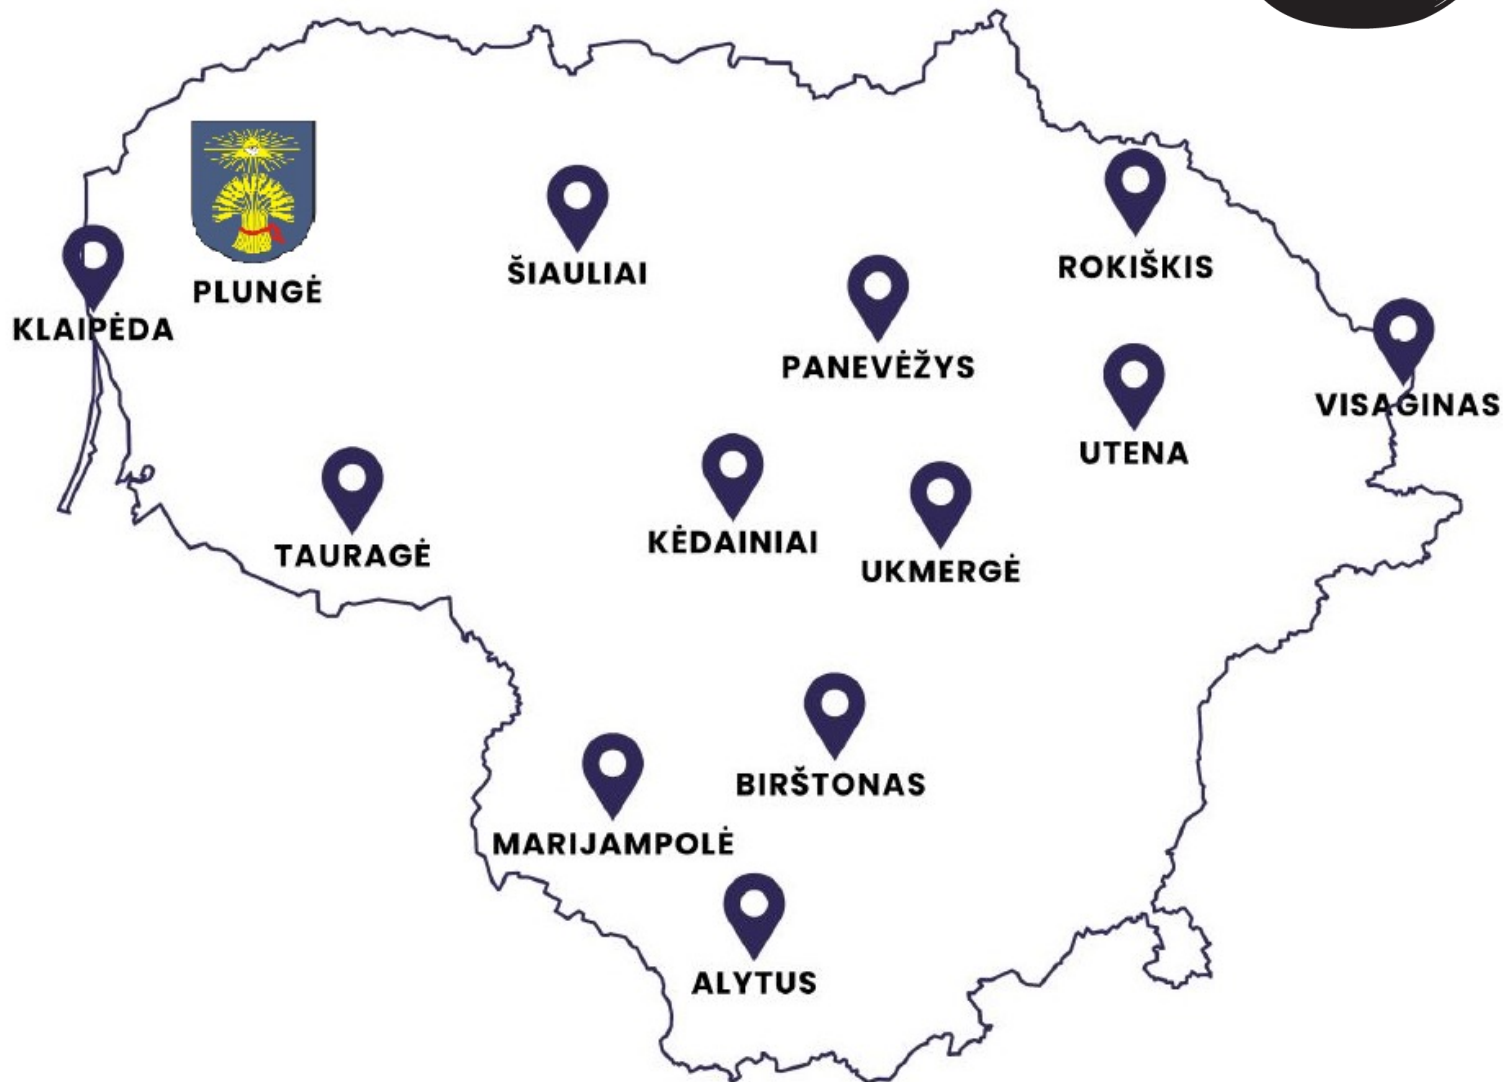 ROKIŠKIS
ŠIAULIAI
PLUNGĖ
KLAIPĖDA
PANEVĖŽYS
VISAGINAS
UTENA
KĖDAINIAI
TAURAGĖ
UKMERGĖ
BIRŠTONAS
MARIJAMPOLĖ
ALYTUS